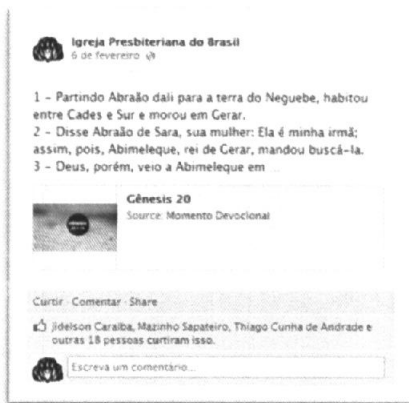 Igreja Presbiteriana do Brasil
6 de fevereiro
1 - Partindo Abraão dali para a terra do Neguebe, habitou
entre Cades e Sur e morou em Gerar.
2 - Disse Abraão de Sara, sua mulher: Ela é minha irmã;
assim, pois, Abimeleque, rei de Gerar, mandou buscá-la.
3 - Deus, porém, veio a Abimeleque em
Gênesis 20
Source: Momento Devocional
Curtir · Comentar · Share
Jidelson Caraíba, Mazinho Sapateiro, Thiago Cunha de Andrade e
outras 18 pessoas curtiram isso.
Escreva um comentário...